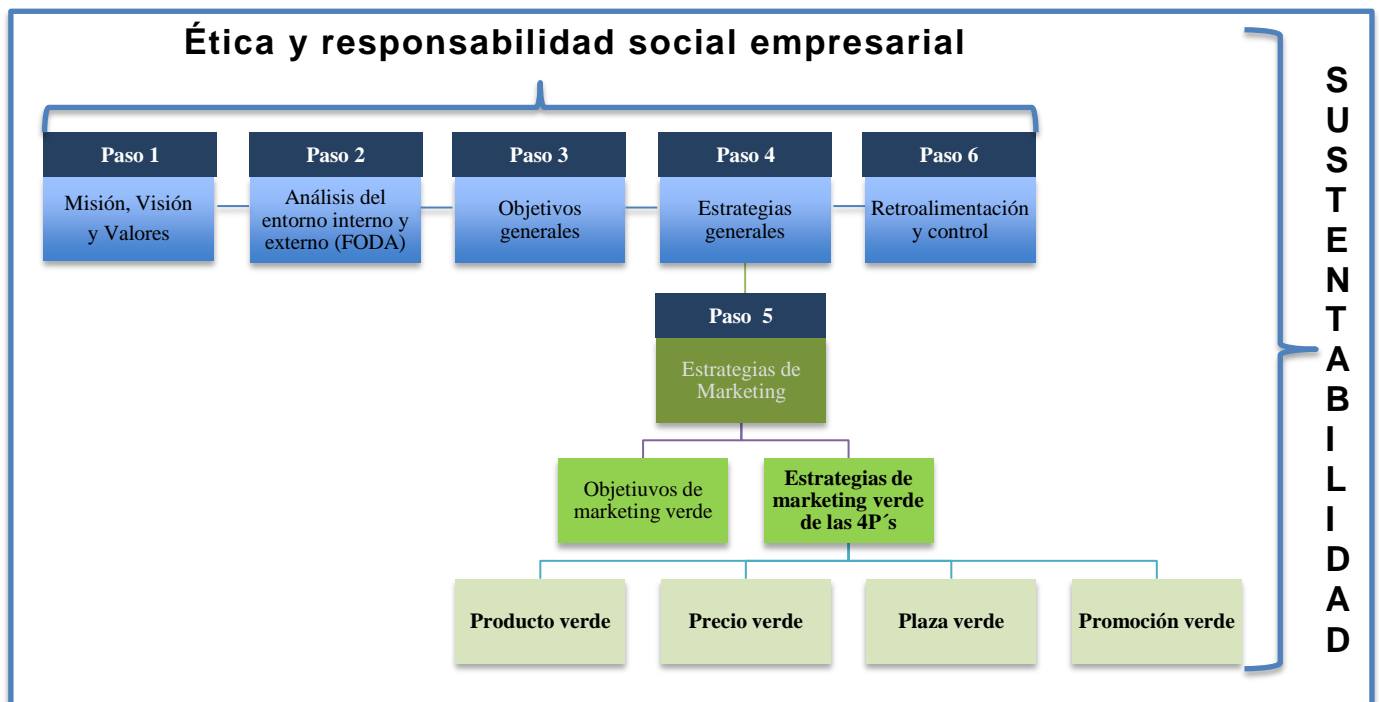 Ética y responsabilidad social empresarial
Paso 1
Misión, Visión
y Valores
Paso 2
Análisis del
entorno interno y
externo (FODA)
Paso 3
Objetivos
generales
Paso 4
Estrategias
generales
Paso 6
Retroalimentación
y control
Paso 5
Estrategias de
Marketing
Objetiuvos de
marketing verde
Estrategias de
marketing verde
de las 4P´s
Producto verde
Precio verde
Plaza verde
Promoción verde
S
U
S
T
E
N
T
A
B
I
L
I
D
A
D